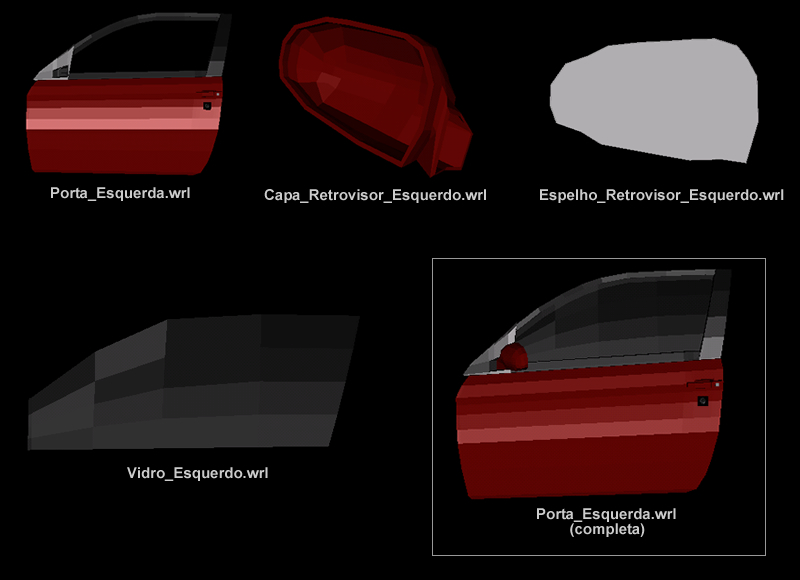 Porta_Esquerda.wrl
Capa_Retrovisor_Esquerdo.wrl
Espelho_Retrovisor_Esquerdo.wrl
Vidro_Esquerdo.wrl
Porta_Esquerda.wrl
(completa)